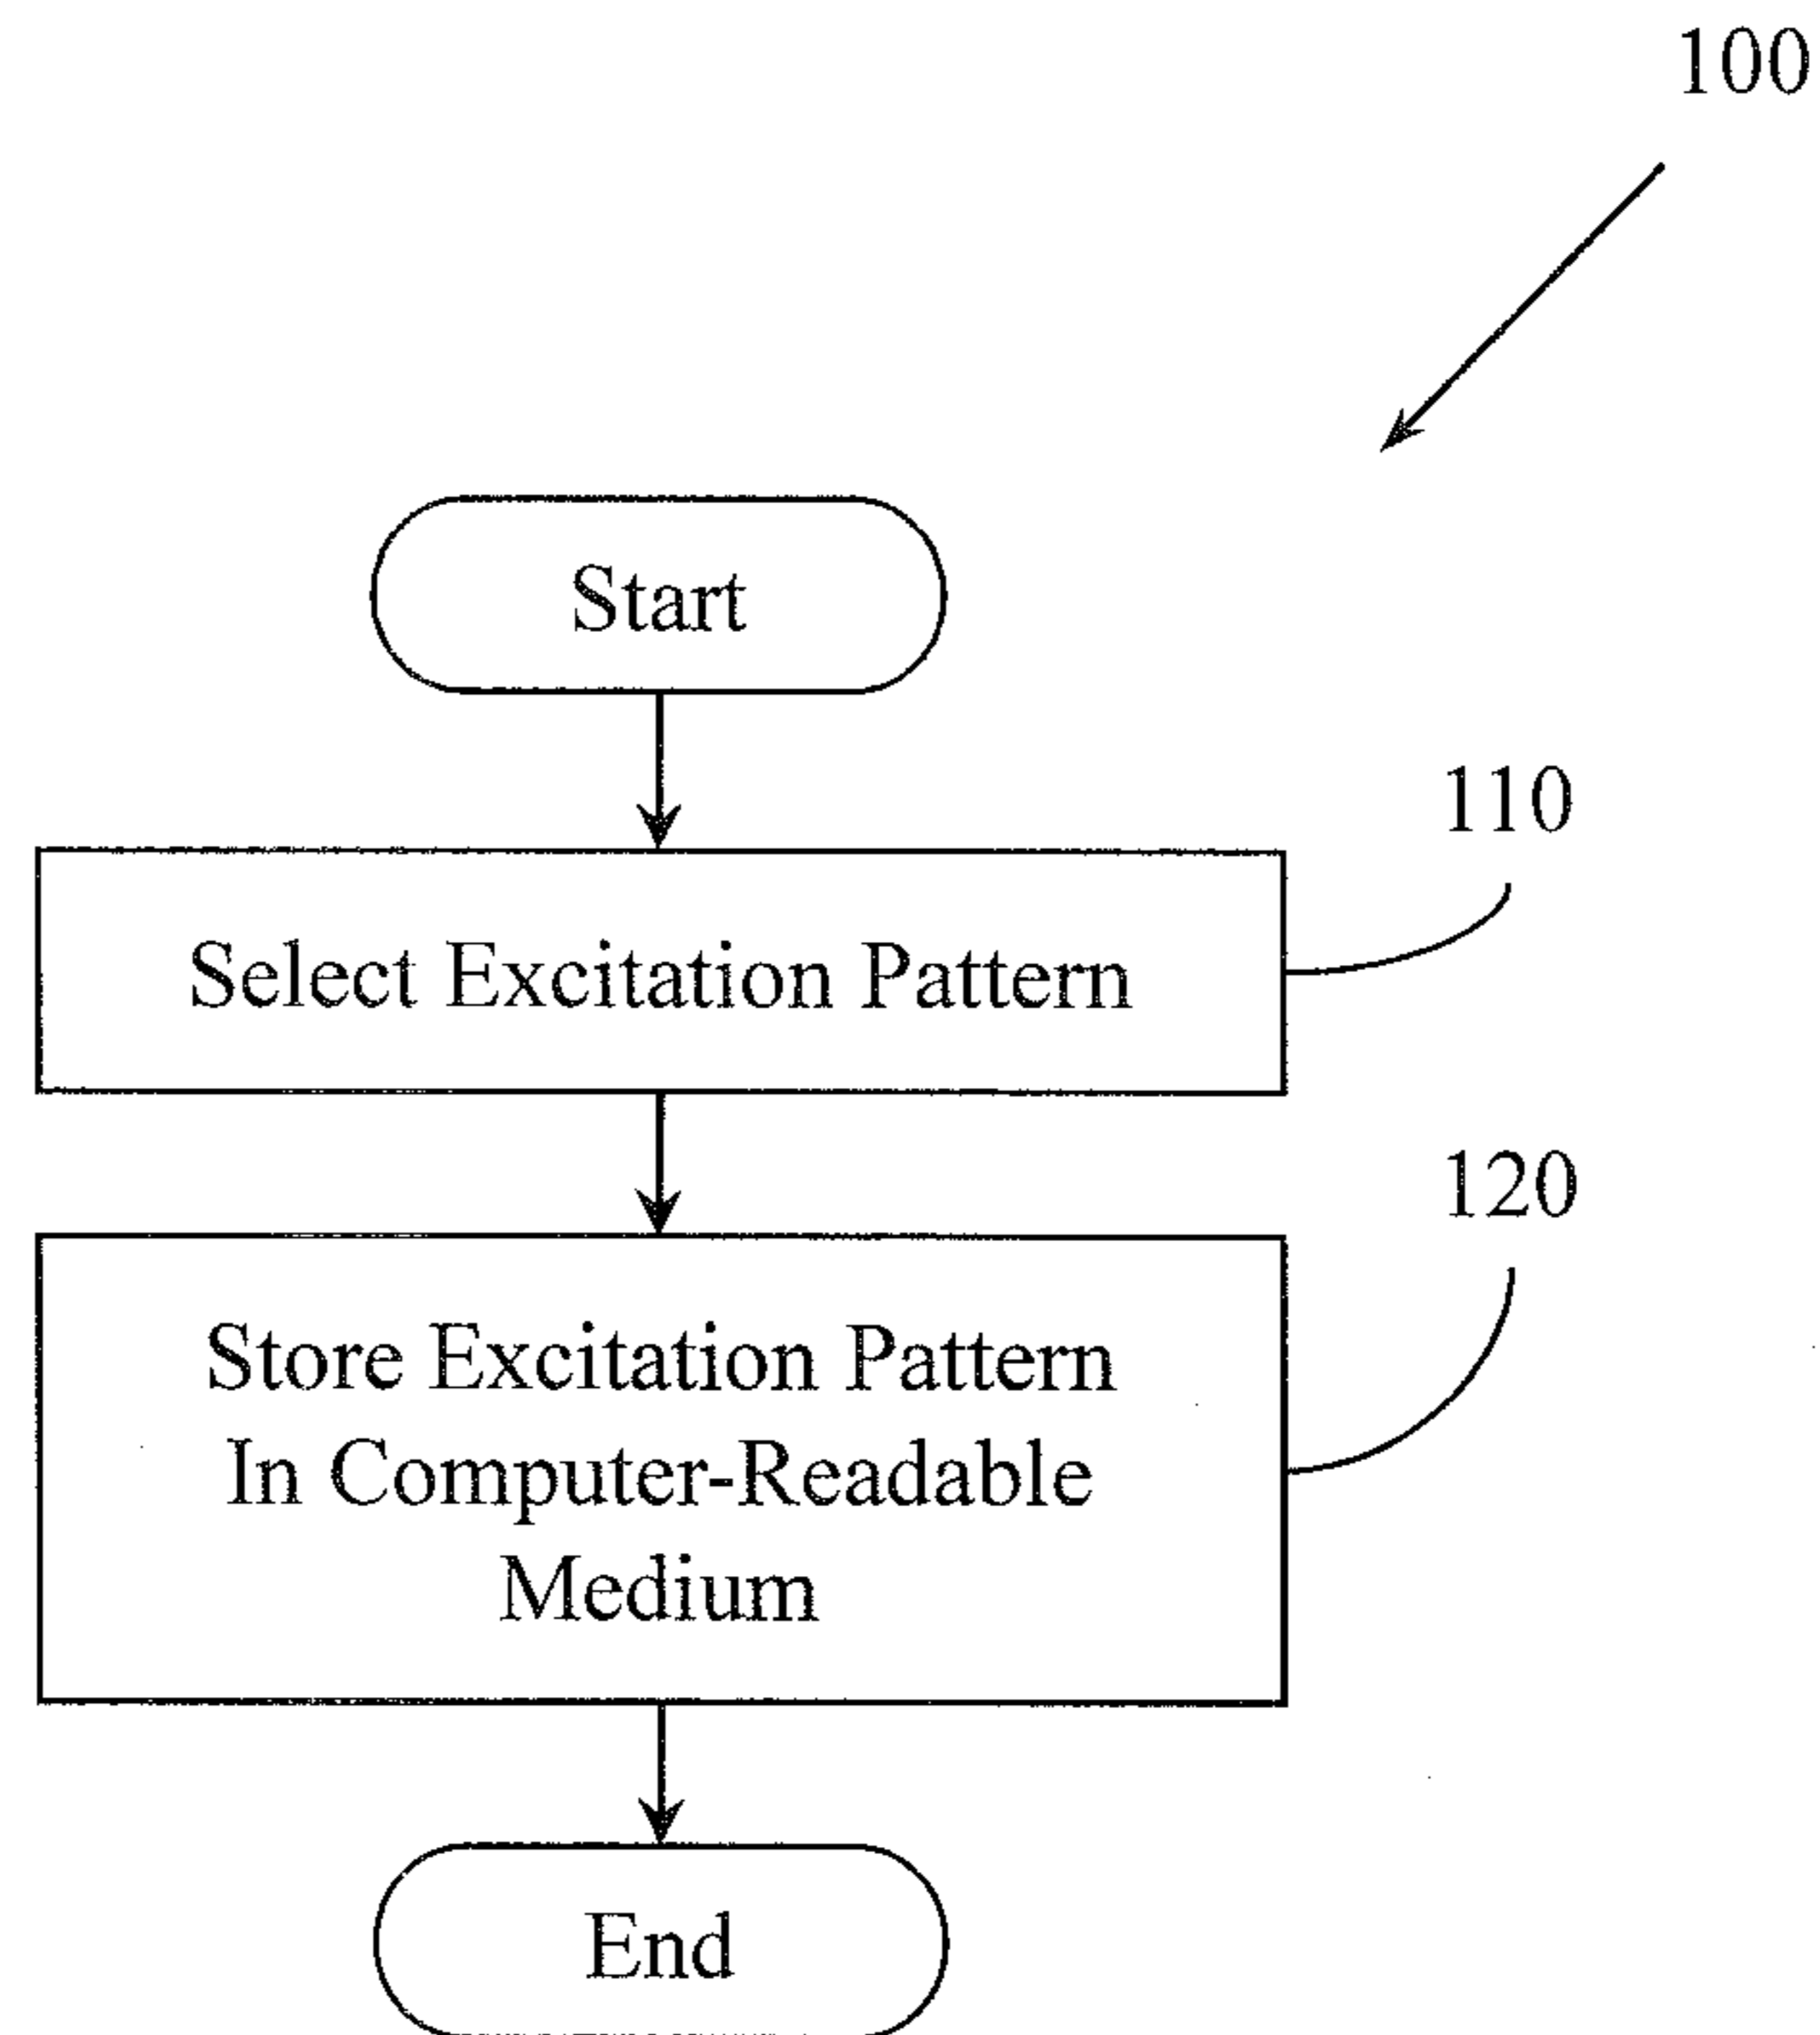 100
Start
110
Select Excitation Pattern
120
Store Excitation Pattern
In Computer-Readable
Medium
End